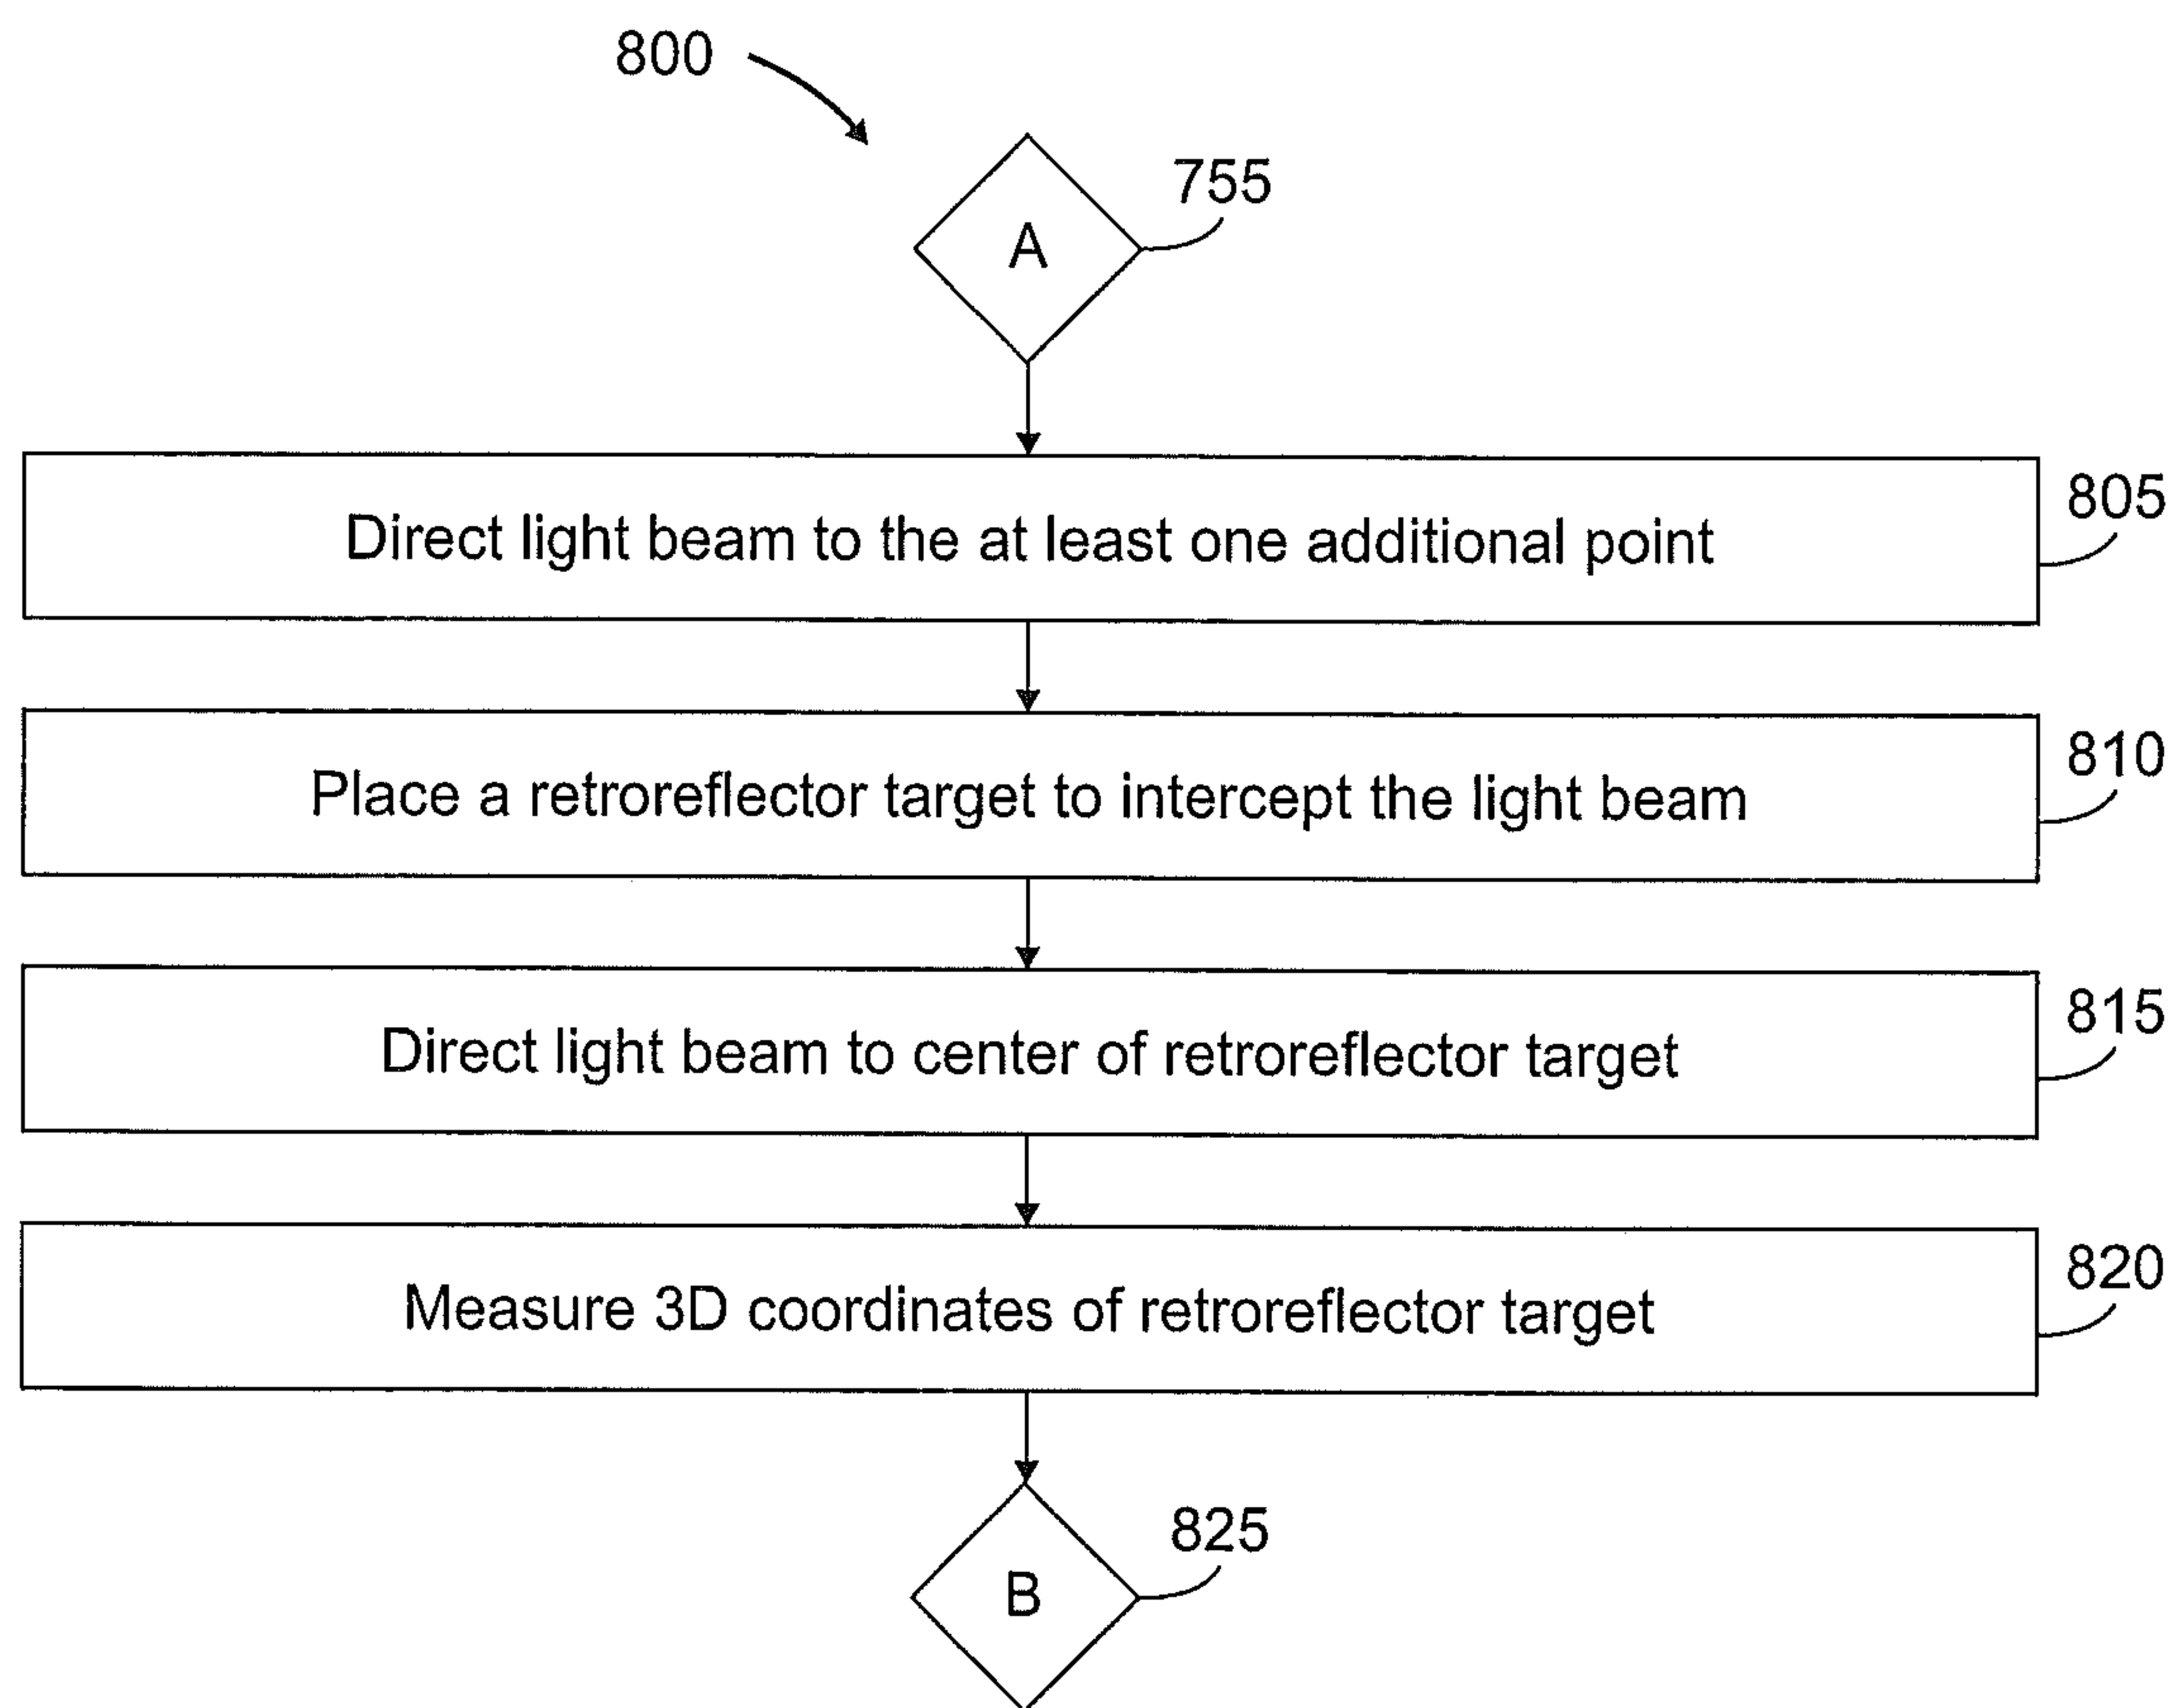 800
A
755
Direct light beam to the at least one additional point
805
Place a retroreflector target to intercept the light beam
810
Direct light beam to center of retroreflector target
815
Measure 3D coordinates of retroreflector target
820
B
825